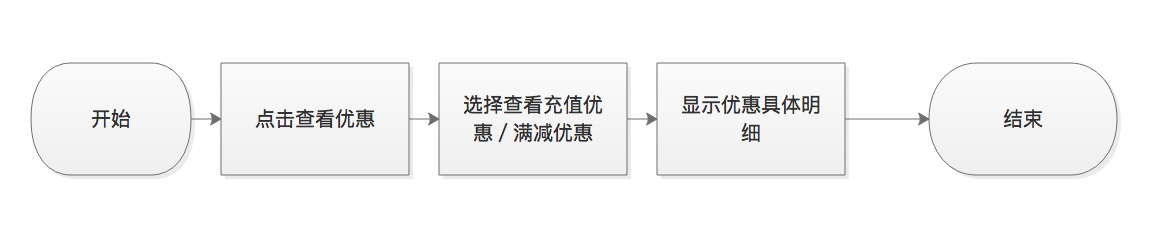 开始
点击查看优惠
选择查看充值优
惠 / 满减优惠
显示优惠具体明
细
结束